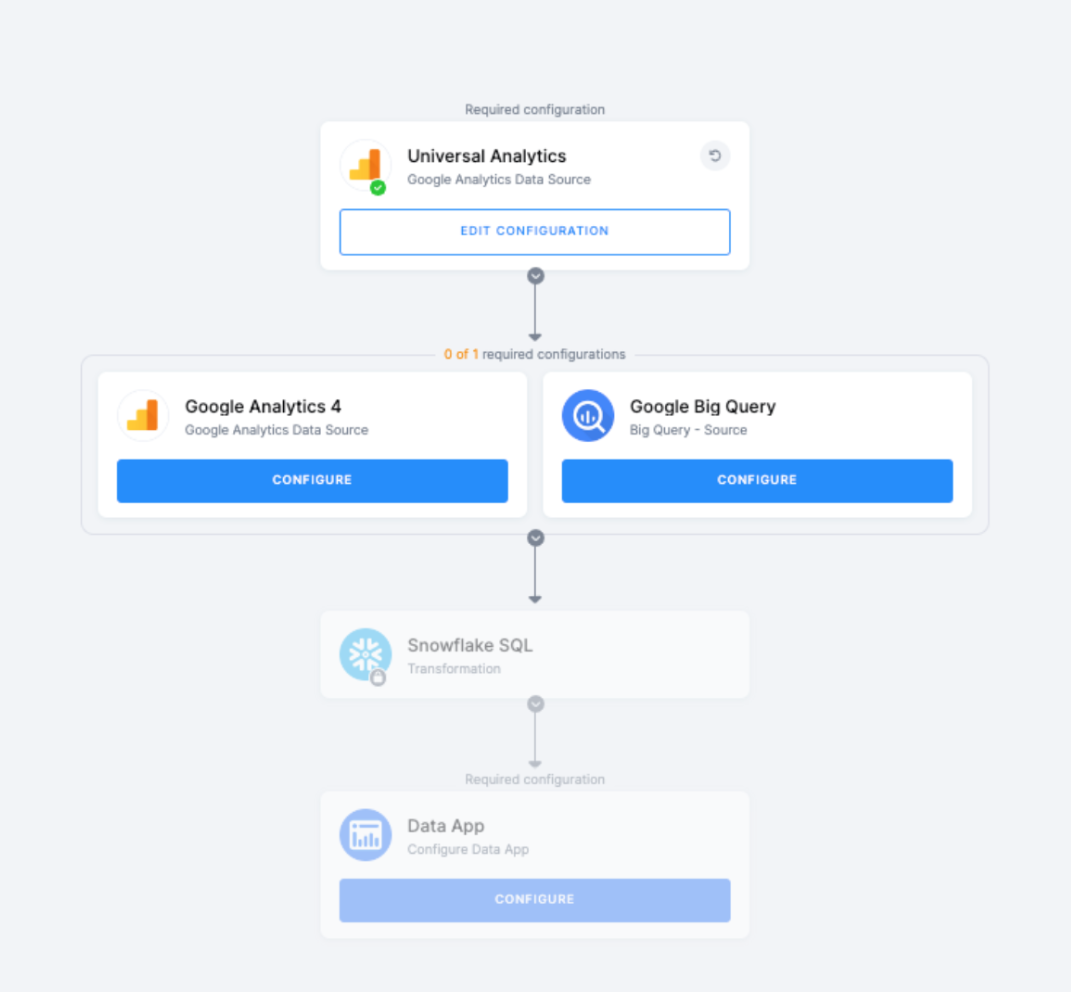 Required configuration
Universal Analytics
Google Analytics Data Source
EDIT CONFIGURATION
0 of 1 required configurations
Google Analytics 4
Google Analytics Data Source
CONFIGURE
Google Big Query
Big Query - Source
CONFIGURE
Snowflake SQL
Transformation
Required configuration
Data App
Configure Data App
CONFIGURE